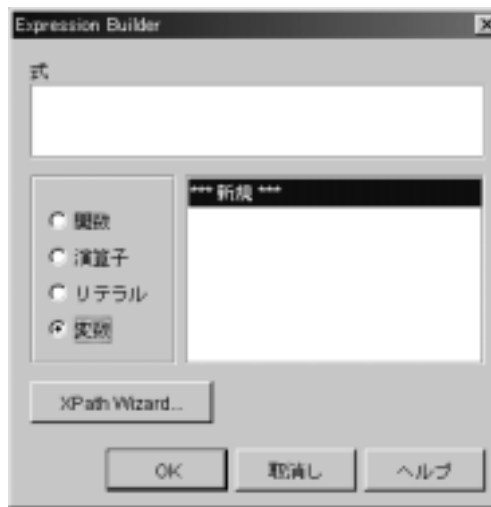 Expression Builder
式
*** 新規 ***
関数
演算子
リテラル
変数
XPath Wizard...
OK
取消し
ヘルプ